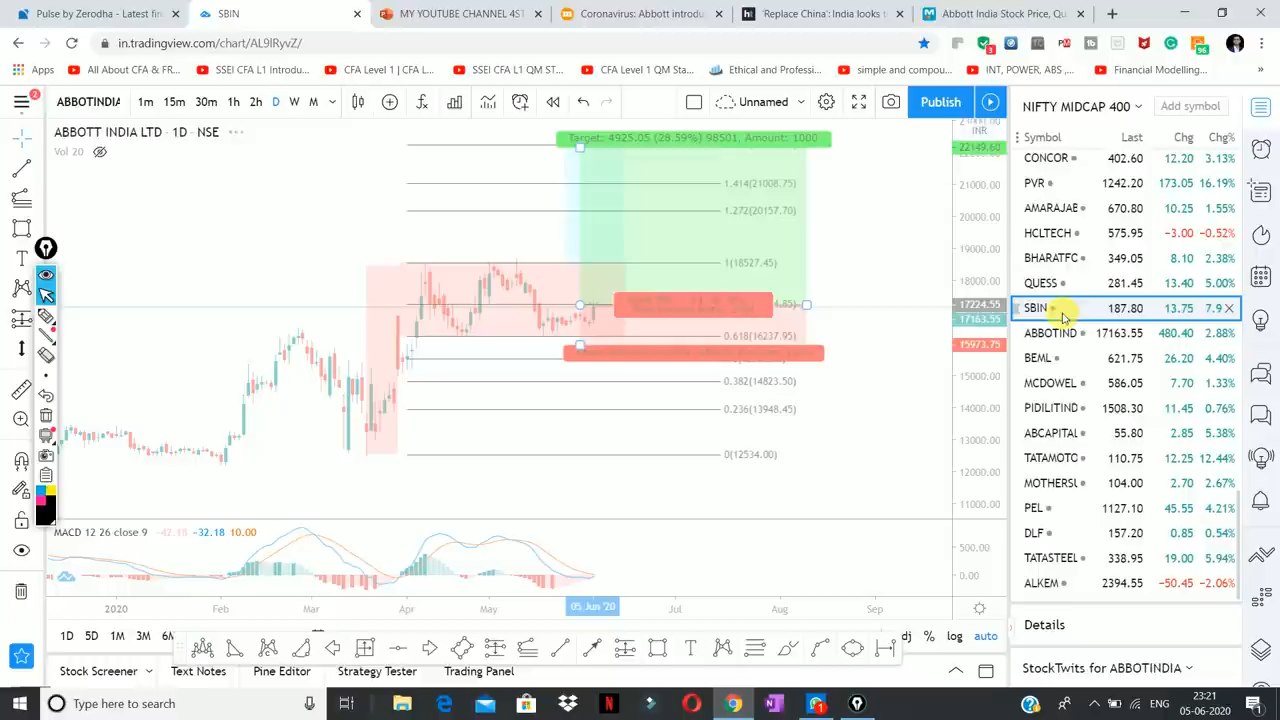 Pulse by Zerodha - Latest financi
SBIN
MY YOUTUBE CHANNEL 4ST
Coronavirus: Abbott introdu
'Replace China': India looks to
Abbott India Stock Price, Qu
in.tradingview.com/chart/AL9lRyvZ/
96
Apps
All About CFA & FR...
SSEI CFA L1 Introdu...
CFA Level 1 | CFA L...
SSEI CFA L1 QM ST...
CFA Level 1 QM Sta...
Ethical and Professi...
simple and compou...
INT, POWER, ABS ,...
Financial Modelling...
2
ABBOTINDIA
1m 15m 30m 1h 2h D W M
Unnamed
Publish
NIFTY MIDCAP 400
Add symbol
ABBOTT INDIA LTD · 1D · NSE
Vol 20
Target: 4925.05 (28.59%) 98501, Amount: 1000
INR
22149.60
21000.00
20000.00
19000.00
18000.00
17224.55
17163.55
15973.75
15000.00
14000.00
13000.00
12000.00
11000.00
1.414(21008.75)
1.272(20157.70)
1(18527.45)
0.618(16237.95)
0.382(14823.50)
0.236(13948.45)
0(12534.00)
Symbol Last Chg Chg%
CONCOR 402.60 12.20 3.13%
PVR 1242.20 173.05 16.19%
AMARAJAB 670.80 10.25 1.55%
HCLTECH 575.95 −3.00 −0.52%
BHARATFC 349.05 8.10 2.38%
QUESS 281.45 13.40 5.00%
SBIN 187.80 13.75 7.9
ABBOTIND 17163.55 480.40 2.88%
BEML 621.75 26.20 4.40%
MCDOWEL 586.05 7.70 1.33%
PIDILITIND 1508.30 11.45 0.76%
ABCAPITAL 55.80 2.85 5.38%
TATAMOTO 110.75 12.25 12.44%
MOTHERSU 104.00 2.70 2.67%
PEL 1127.10 45.55 4.21%
DLF 157.20 0.85 0.54%
TATASTEEL 338.95 19.00 5.94%
ALKEM 2394.55 −50.45 −2.06%
MACD 12 26 close 9 −42.18 −32.18 10.00
500.00
0.00
2020 Feb Mar Apr May 05 Jun '20 Jul Aug Sep
1D 5D 1M 3M 6M
adj % log auto
Details
Stock Screener
Text Notes
Pine Editor
Strategy Tester
Trading Panel
StockTwits for ABBOTINDIA
Type here to search
ENG
23:21
05-06-2020